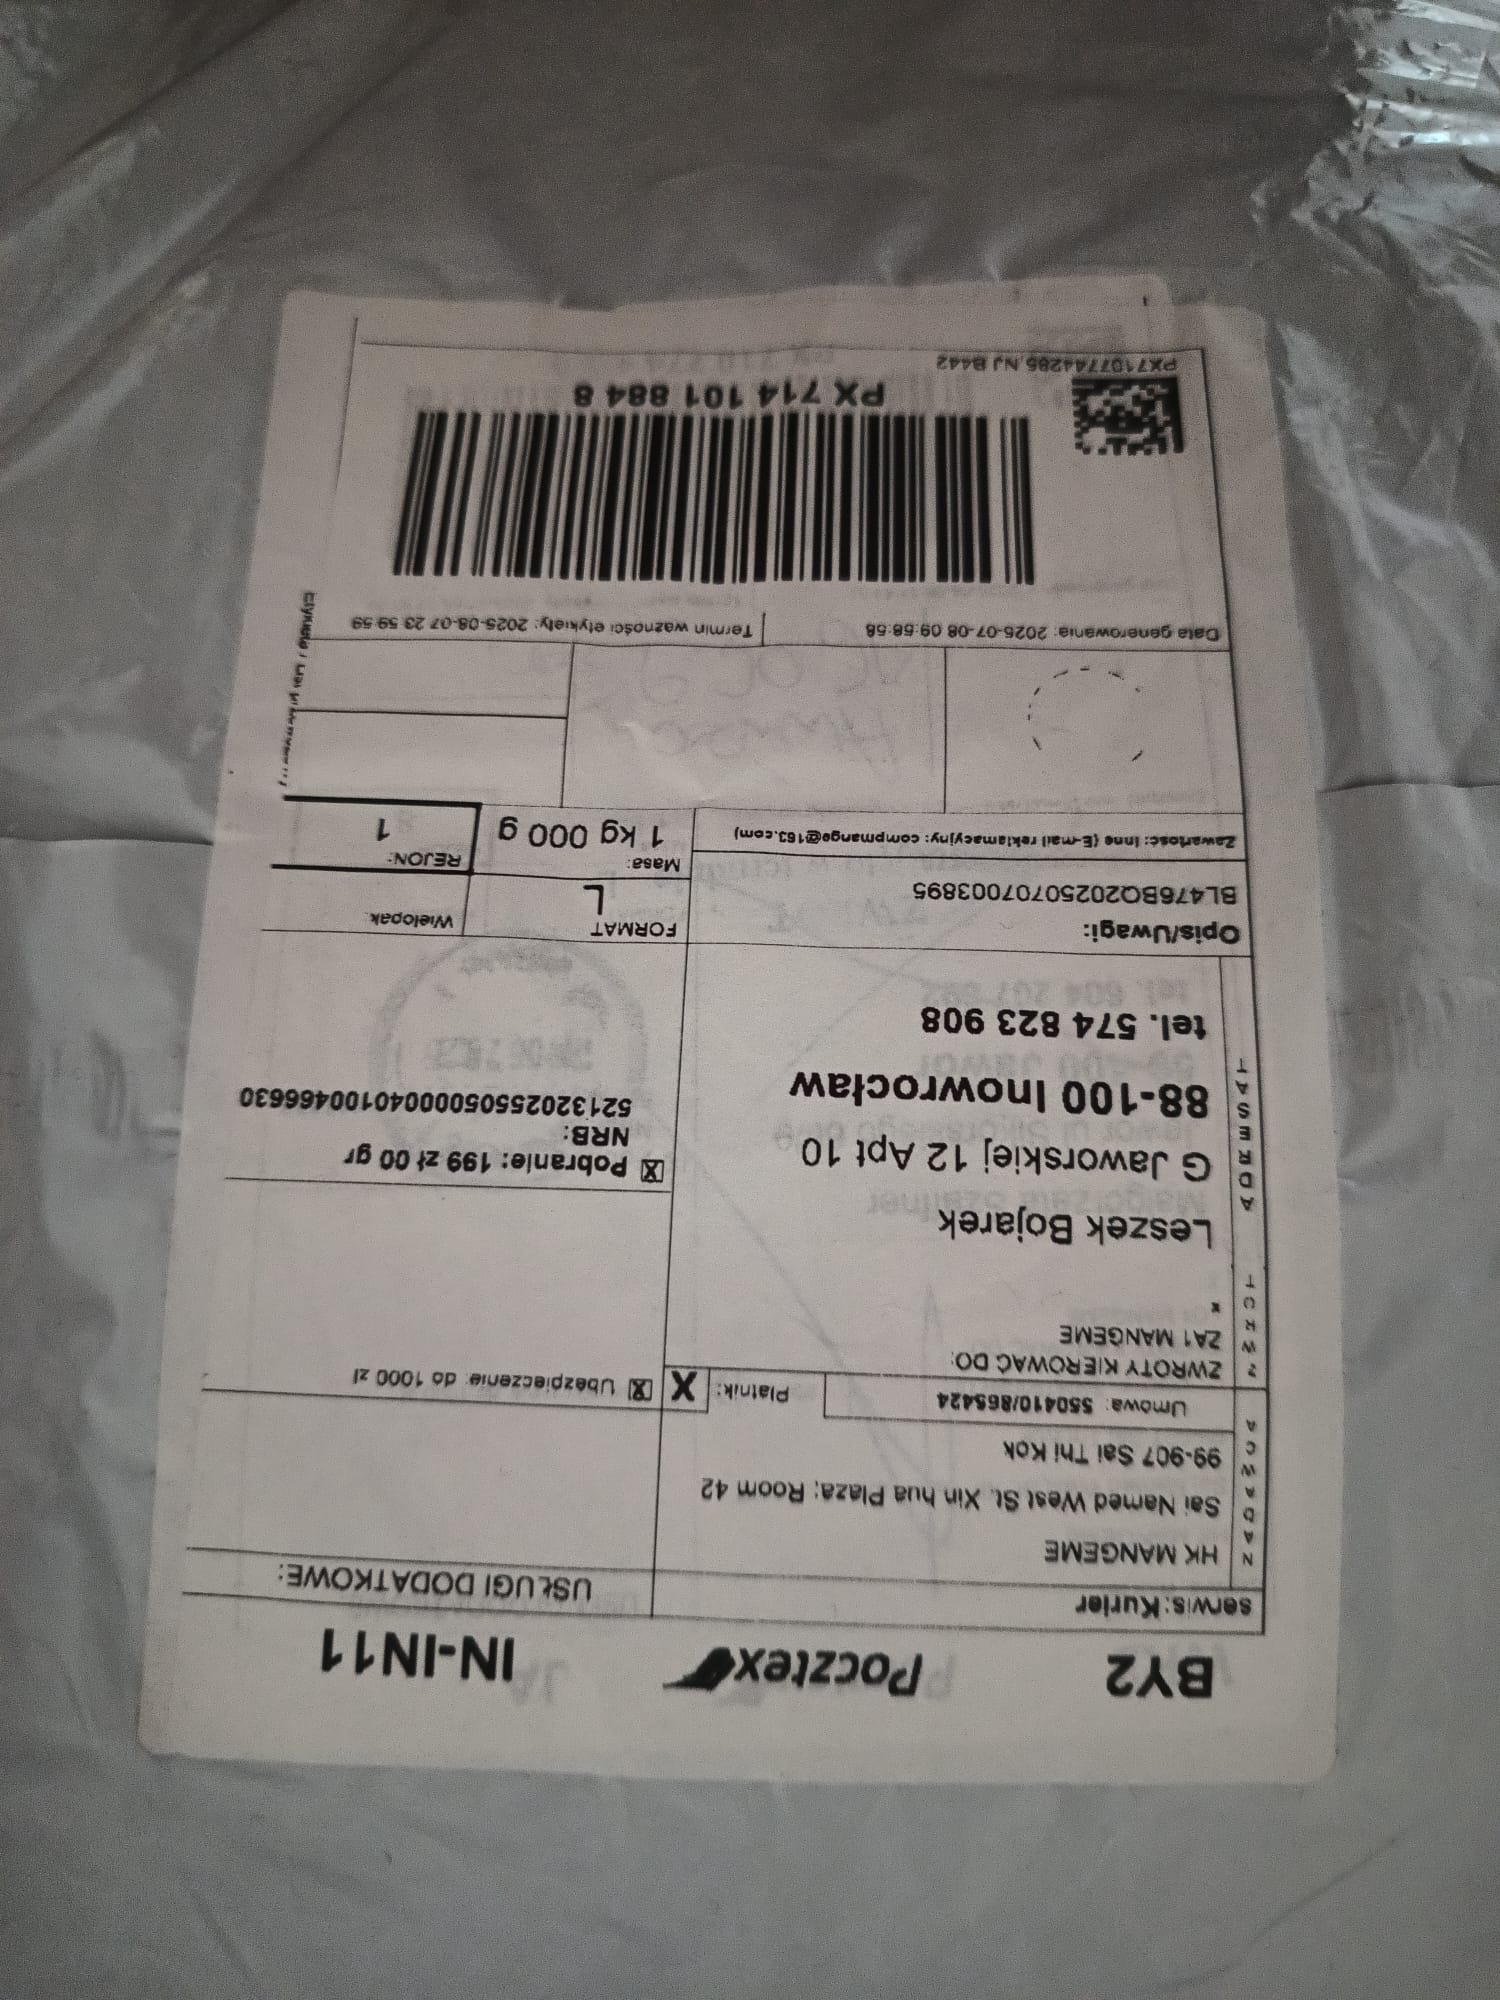 BY2 Pocztex IN-IN11
serwis: Kurier
USŁUGI DODATKOWE:
NADAWCA
HK MANGEME
Sai Named West St. Xin hua Plaza; Room 42
99-907 Sai Thi Kok
Umowa: 550410/865424
Płatnik: X
Ubezpieczenie: do 1000 zł
ZWROTY KIEROWAĆ DO:
ZA1 MANGEME
ADRESAT
Leszek Bojarek
G Jaworskiej 12 Apt 10
88-100 Inowrocław
tel. 574 823 908
Pobranie: 199 zł 00 gr
NRB:
52132025505000040100466630
Opis/Uwagi:
BL476BQ20250707003895
FORMAT
L
Wielopak:
Zawartość: Inne (E-mail reklamacyjny: compmange@163.com)
Masa:
1 kg 000 g
REJON:
1
Data generowania: 2025-07-08 09:58:58
Termin ważności etykiety: 2025-08-07 23:59:59
PX 714 101 884 8
PX7107744285 NJ B442